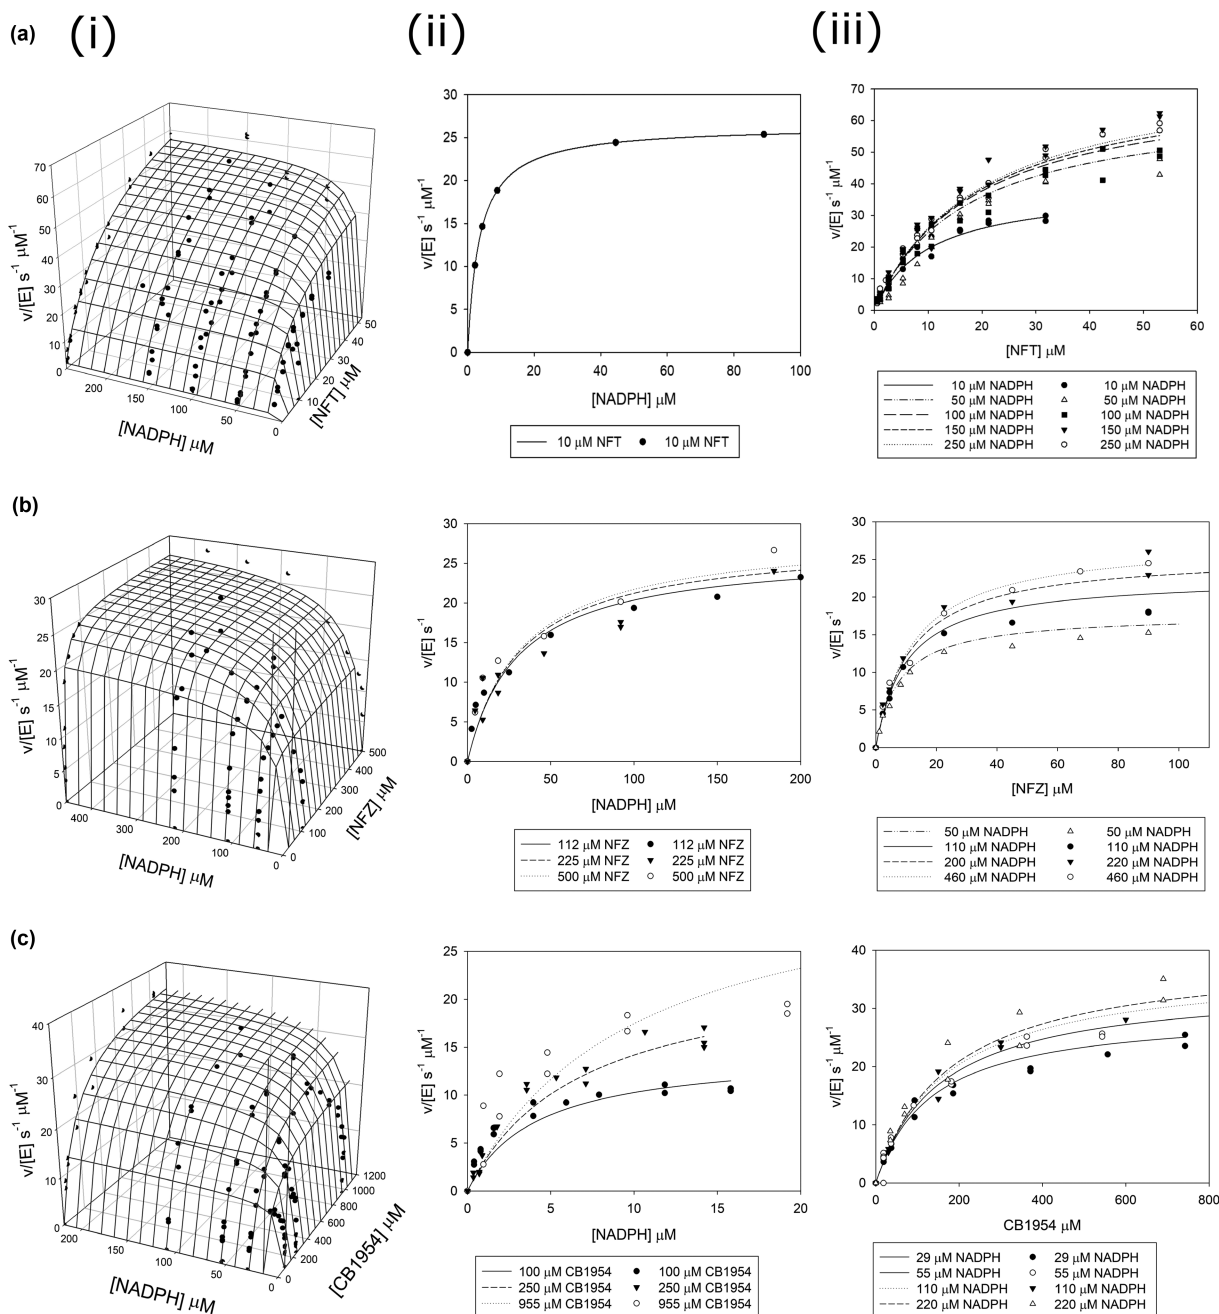 (a) (i) (ii) (iii)
v/[E] s⁻¹ μM⁻¹
70
60
50
40
30
20
10
0
200 150 100 50 0
[NADPH] μM
10 20 30 40 50
[NFT] μM
v/[E] s⁻¹ μM⁻¹
30
25
20
15
10
5
0
0 20 40 60 80 100
[NADPH] μM
10 μM NFT 10 μM NFT
v/[E] s⁻¹ μM⁻¹
70
60
50
40
30
20
10
0
0 10 20 30 40 50 60
[NFT] μM
10 μM NADPH 10 μM NADPH
50 μM NADPH 50 μM NADPH
100 μM NADPH 100 μM NADPH
150 μM NADPH 150 μM NADPH
250 μM NADPH 250 μM NADPH
(b)
v/[E] s⁻¹ μM⁻¹
30
25
20
15
10
5
0
400 300 200 100 0
[NADPH] μM
0 100 200 300 400 500
[NFZ] μM
v/[E] s⁻¹
30
25
20
15
10
5
0
0 50 100 150 200
[NADPH] μM
112 μM NFZ 112 μM NFZ
225 μM NFZ 225 μM NFZ
500 μM NFZ 500 μM NFZ
v/[E] s⁻¹
30
25
20
15
10
5
0
0 20 40 60 80 100
[NFZ] μM
50 μM NADPH 50 μM NADPH
110 μM NADPH 110 μM NADPH
200 μM NADPH 220 μM NADPH
460 μM NADPH 460 μM NADPH
(c)
v/[E] s⁻¹ μM⁻¹
40
30
20
10
0
200 150 100 50 0
[NADPH] μM
0 200 400 600 800 1000 1200
[CB1954] μM
v/[E] s⁻¹ μM⁻¹
25
20
15
10
5
0
0 5 10 15 20
[NADPH] μM
100 μM CB1954 100 μM CB1954
250 μM CB1954 250 μM CB1954
955 μM CB1954 955 μM CB1954
v/[E] s⁻¹ μM⁻¹
40
30
20
10
0
0 200 400 600 800
CB1954 μM
29 μM NADPH 29 μM NADPH
55 μM NADPH 55 μM NADPH
110 μM NADPH 110 μM NADPH
220 μM NADPH 220 μM NADPH